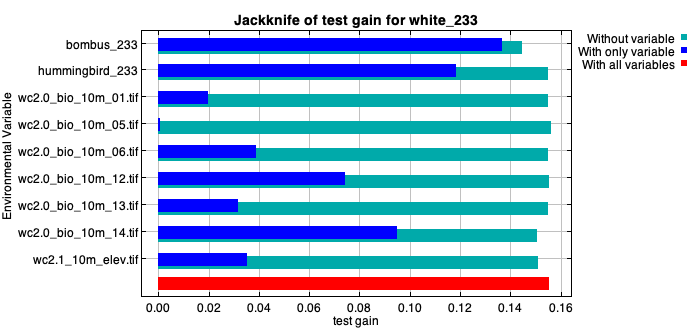 Jackknife of test gain for white_233
Without variable
With only variable
With all variables
Environmental Variable
bombus_233
hummingbird_233
wc2.0_bio_10m_01.tif
wc2.0_bio_10m_05.tif
wc2.0_bio_10m_06.tif
wc2.0_bio_10m_12.tif
wc2.0_bio_10m_13.tif
wc2.0_bio_10m_14.tif
wc2.1_10m_elev.tif
0.00 0.02 0.04 0.06 0.08 0.10 0.12 0.14 0.16
test gain